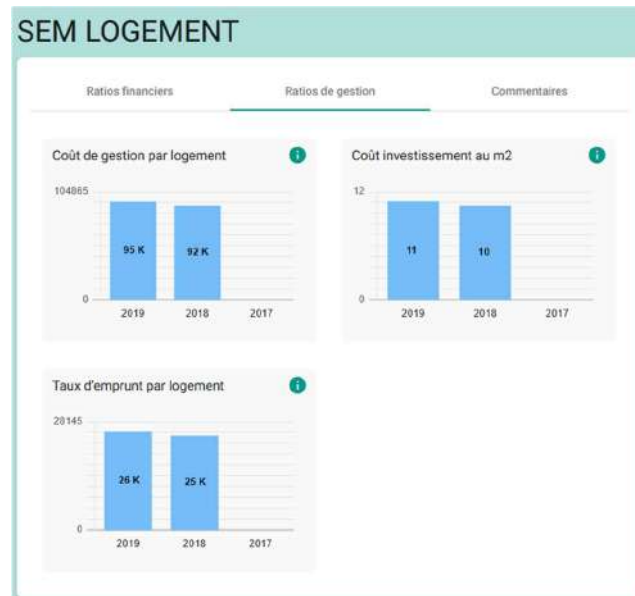 SEM LOGEMENT
Ratios financiers
Ratios de gestion
Commentaires
Coût de gestion par logement
104865
95 K
92 K
0
2019
2018
2017
Coût investissement au m2
12
11
10
0
2019
2018
2017
Taux d'emprunt par logement
28145
26 K
25 K
0
2019
2018
2017